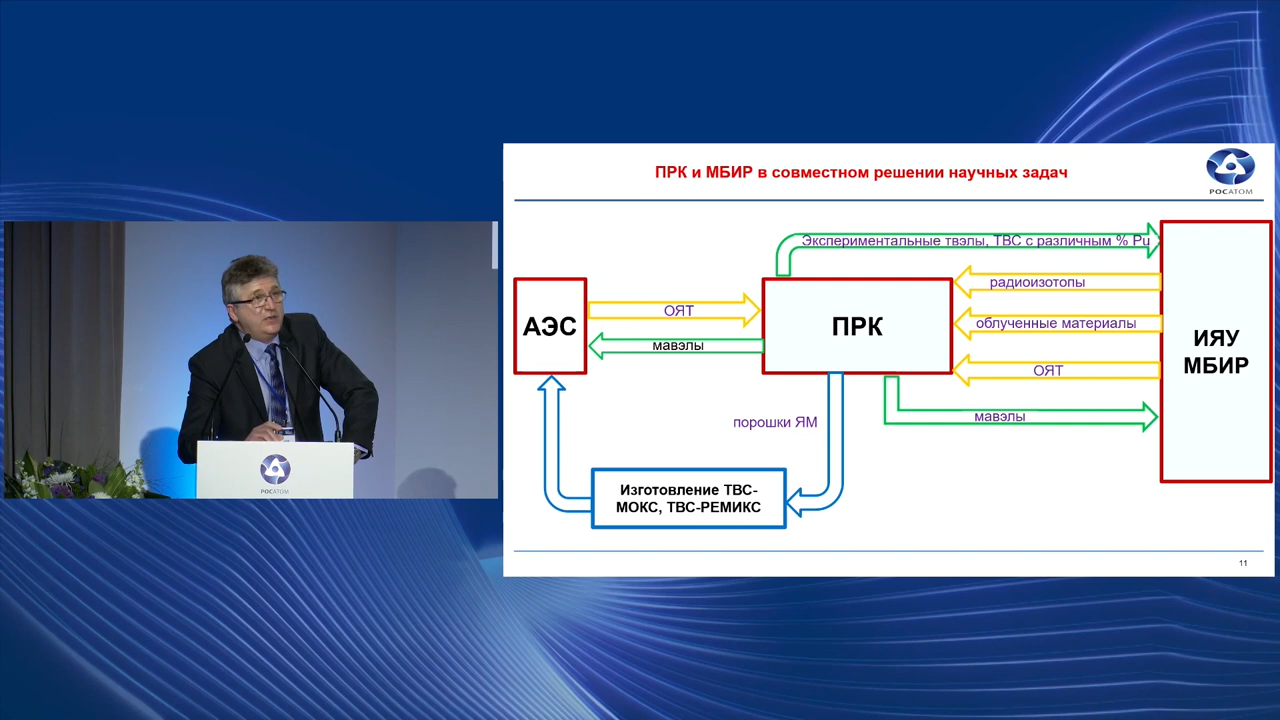 ПРК и МБИР в совместном решении научных задач
РОСАТОМ
Экспериментальные твэлы, ТВС с различным % Pu
радиоизотопы
АЭС
ОЯТ
ПРК
облученные материалы
ИЯУ
МБИР
мавэлы
ОЯТ
порошки ЯМ
мавэлы
Изготовление ТВС-
МОКС, ТВС-РЕМИКС
11
РОСАТОМ